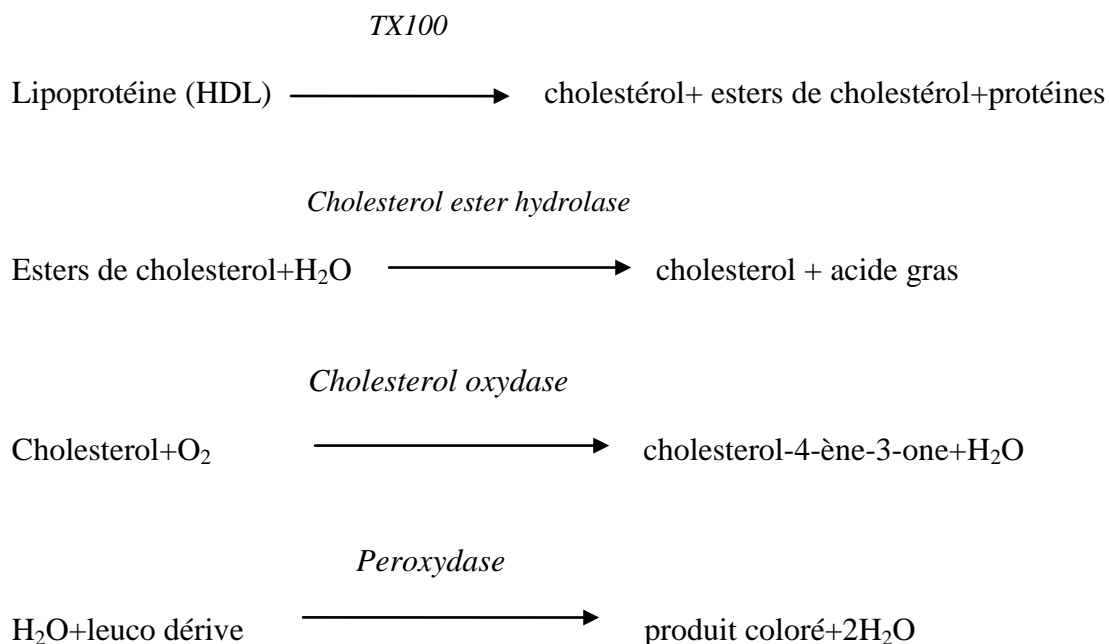 TX100
Lipoprotéine (HDL) cholestérol+ esters de cholestérol+protéines
Cholesterol ester hydrolase
Esters de cholesterol+H₂O cholesterol + acide gras
Cholesterol oxydase
Cholesterol+O₂ cholesterol-4-ène-3-one+H₂O
Peroxydase
H₂O+leuco dérive produit coloré+2H₂O